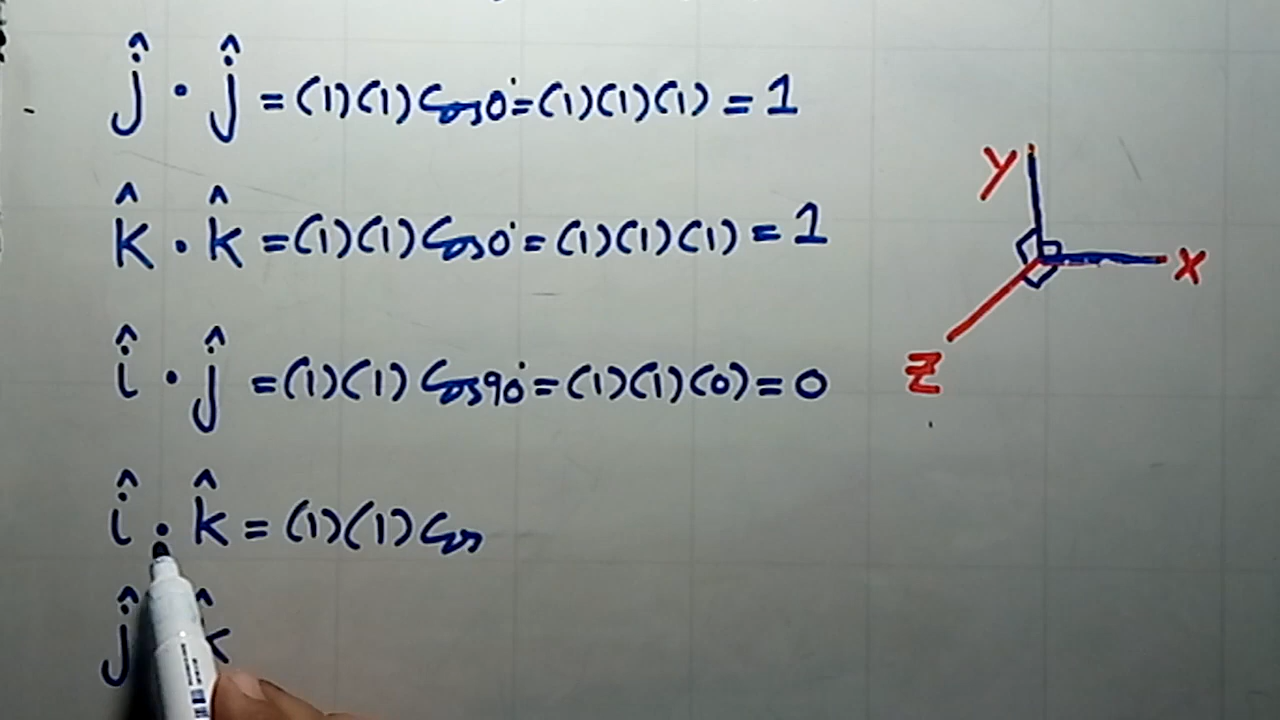 ĵ · ĵ = (1)(1) Cos0° = (1)(1)(1) = 1
k̂ · k̂ = (1)(1) Cos0° = (1)(1)(1) = 1
î · ĵ = (1)(1) Cos90° = (1)(1)(0) = 0
î · k̂ = (1)(1) Cos
ĵ k̂
Y
X
Z